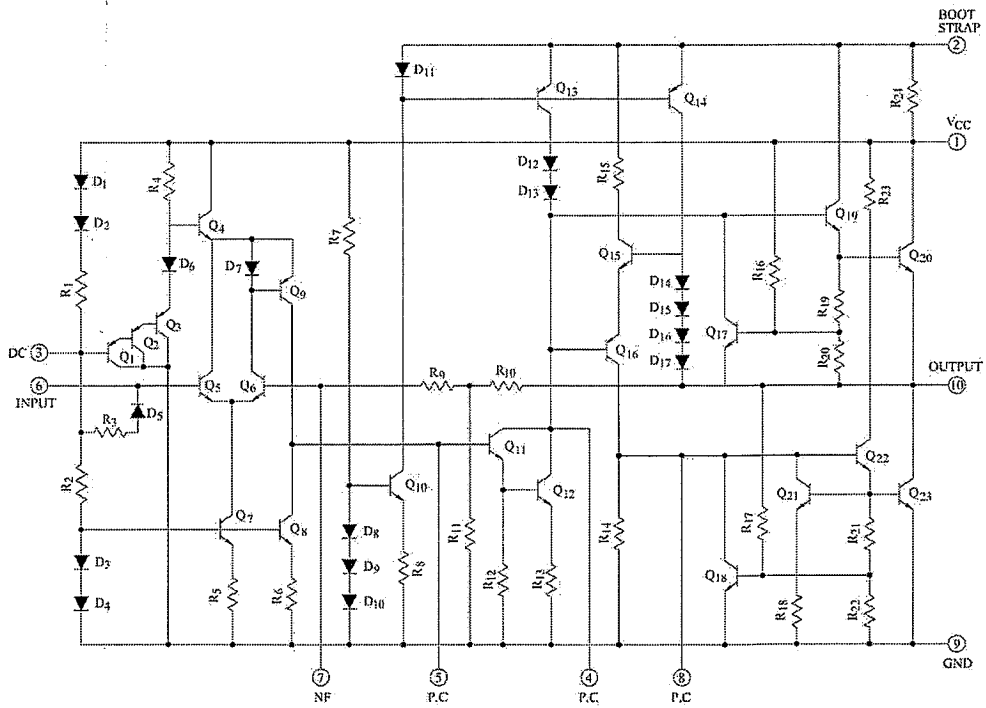 BOOT
STRAP
2
D11
Q13
Q14
R24
VCC
1
D1
R4
D12
R15
R23
D13
D2
Q4
R7
Q19
D6
D7
Q15
R16
Q20
R1
Q9
D14
D15
R19
Q3
Q2
Q1
DC 3
D16
Q17
Q16
D17
R20
6
INPUT
Q5
Q6
R9
R10
OUTPUT
10
D5
R3
Q11
Q22
R2
Q10
Q12
Q21
Q23
Q7
Q8
D8
R11
R14
R17
R21
D3
D9
R8
Q18
D4
R5
R6
D10
R12
R13
R18
R22
9
GND
7
NF
5
P.C
4
P.C
8
P.C